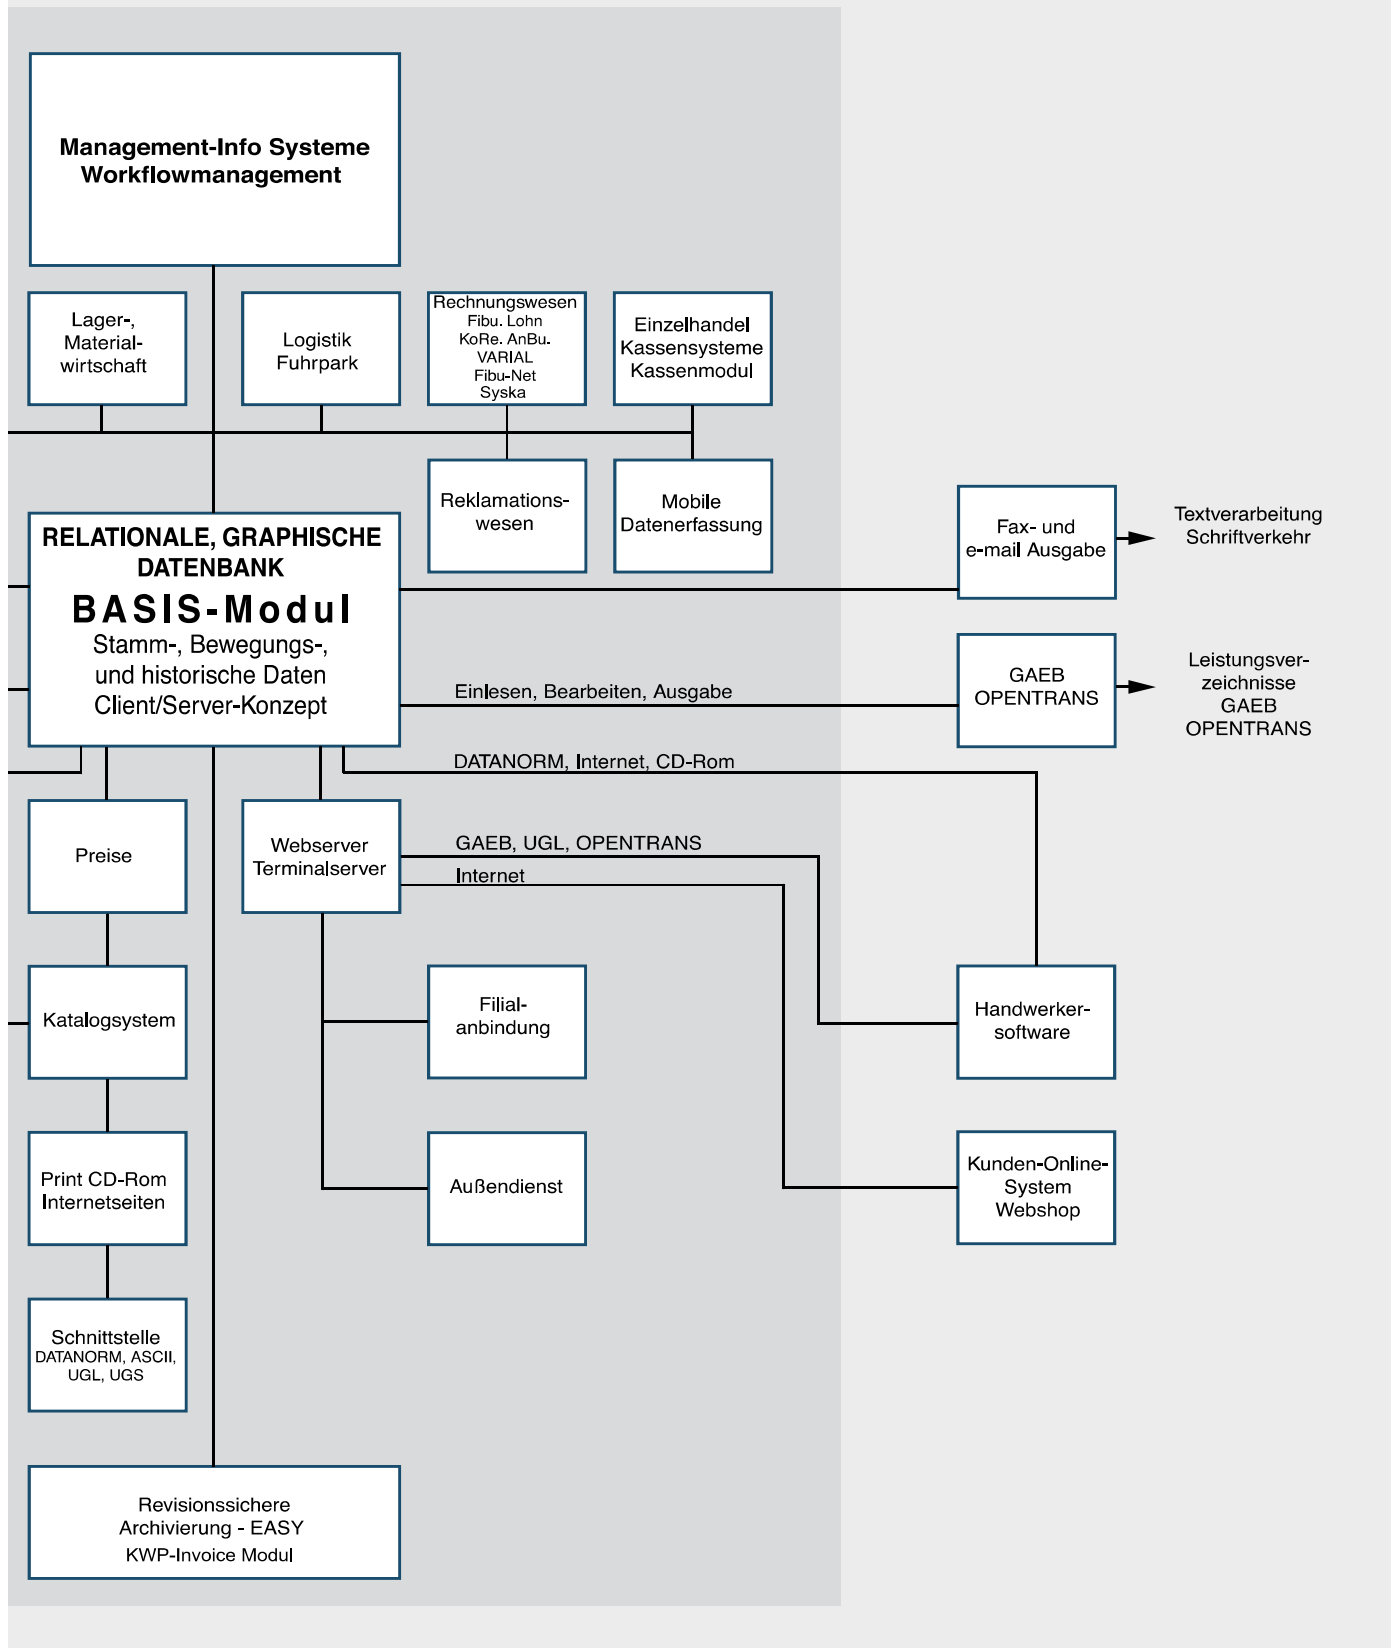 Management-Info Systeme
Workflowmanagement
Lager-,
Material-
wirtschaft
Logistik
Fuhrpark
Rechnungswesen
Fibu. Lohn
KoRe. AnBu.
VARIAL
Fibu-Net
Syska
Einzelhandel
Kassensysteme
Kassenmodul
Reklamations-
wesen
Mobile
Datenerfassung
Fax- und
e-mail Ausgabe
Textverarbeitung
Schriftverkehr
RELATIONALE, GRAPHISCHE
DATENBANK
BASIS-Modul
Stamm-, Bewegungs-,
und historische Daten
Client/Server-Konzept
Einlesen, Bearbeiten, Ausgabe
GAEB
OPENTRANS
Leistungsver-
zeichnisse
GAEB
OPENTRANS
DATANORM, Internet, CD-Rom
Preise
Webserver
Terminalserver
GAEB, UGL, OPENTRANS
Internet
Katalogsystem
Filial-
anbindung
Handwerker-
software
Print CD-Rom
Internetseiten
Außendienst
Kunden-Online-
System
Webshop
Schnittstelle
DATANORM, ASCII,
UGL, UGS
Revisionssichere
Archivierung - EASY
KWP-Invoice Modul